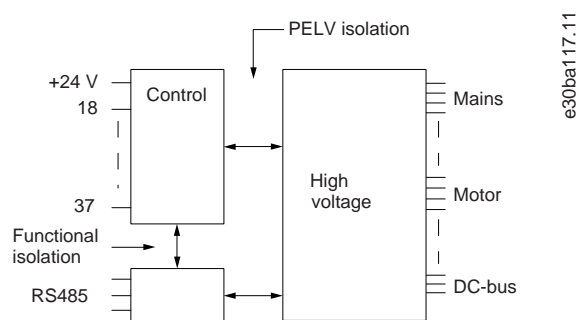 PELV isolation
e30ba117.11
+24 V
Control
Mains
18
High
voltage
Motor
37
Functional
isolation
DC-bus
RS485